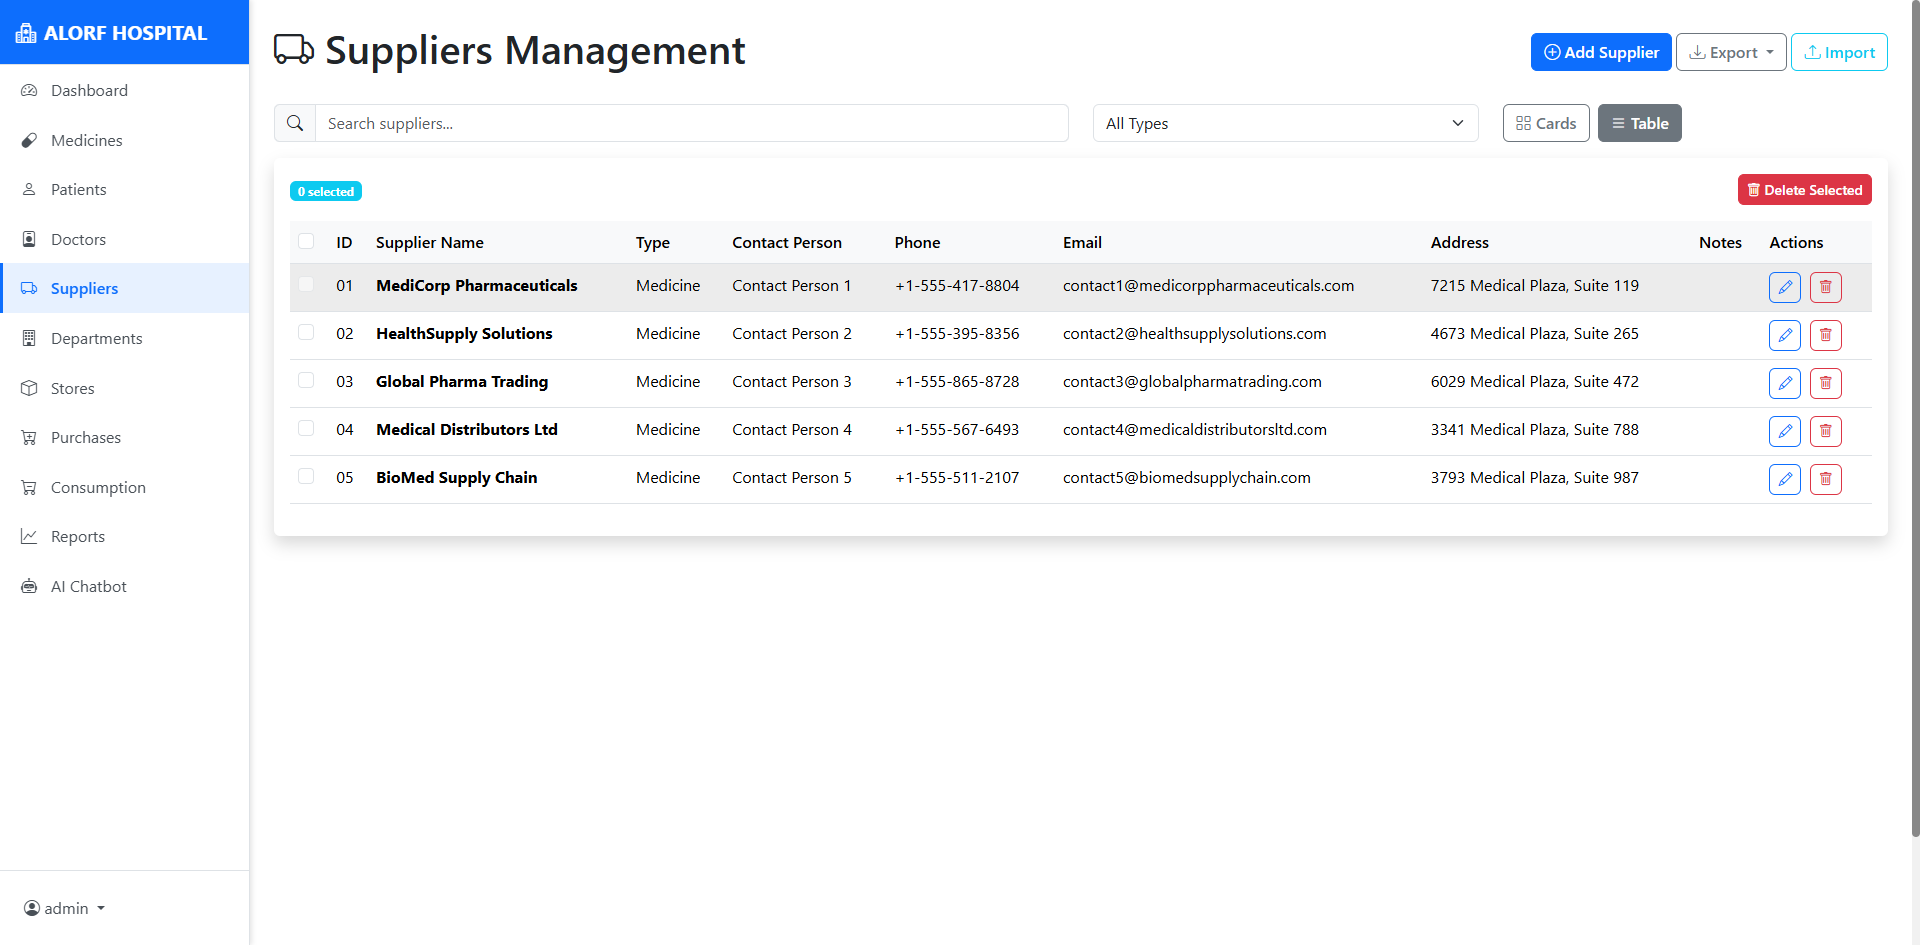 ALORF HOSPITAL
Dashboard
Medicines
Patients
Doctors
Suppliers
Departments
Stores
Purchases
Consumption
Reports
AI Chatbot
admin
Suppliers Management
Add Supplier Export Import
Search suppliers... All Types Cards Table
0 selected Delete Selected
ID Supplier Name Type Contact Person Phone Email Address Notes Actions
01 MediCorp Pharmaceuticals Medicine Contact Person 1 +1-555-417-8804 contact1@medicorppharmaceuticals.com 7215 Medical Plaza, Suite 119
02 HealthSupply Solutions Medicine Contact Person 2 +1-555-395-8356 contact2@healthsupplysolutions.com 4673 Medical Plaza, Suite 265
03 Global Pharma Trading Medicine Contact Person 3 +1-555-865-8728 contact3@globalpharmatrading.com 6029 Medical Plaza, Suite 472
04 Medical Distributors Ltd Medicine Contact Person 4 +1-555-567-6493 contact4@medicaldistributorsltd.com 3341 Medical Plaza, Suite 788
05 BioMed Supply Chain Medicine Contact Person 5 +1-555-511-2107 contact5@biomedsupplychain.com 3793 Medical Plaza, Suite 987